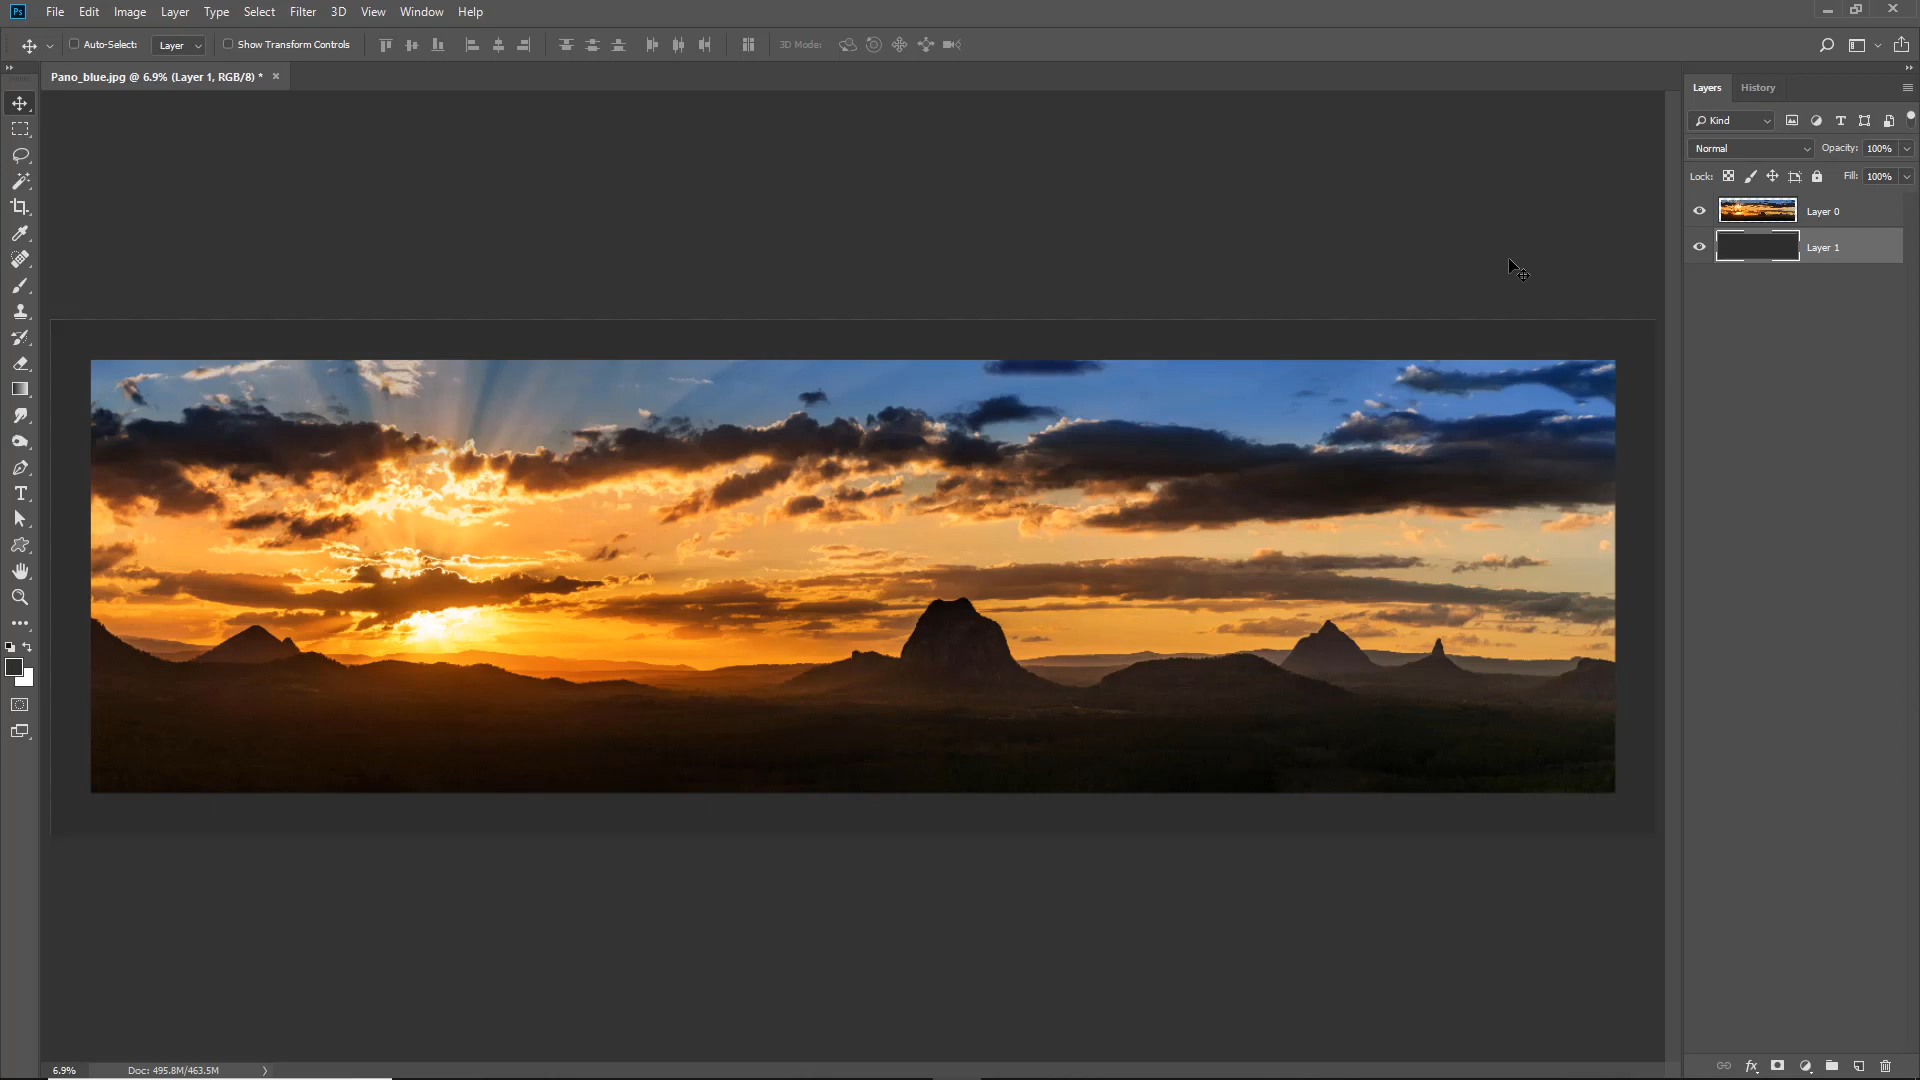 Ps File Edit Image Layer Type Select Filter 3D View Window Help
Auto-Select: Layer Show Transform Controls 3D Mode:
Pano_blue.jpg @ 6.9% (Layer 1, RGB/8) * ×
Layers History
Kind
Normal Opacity: 100%
Lock: Fill: 100%
Layer 0
Layer 1
6.9% Doc: 495.8M/463.5M